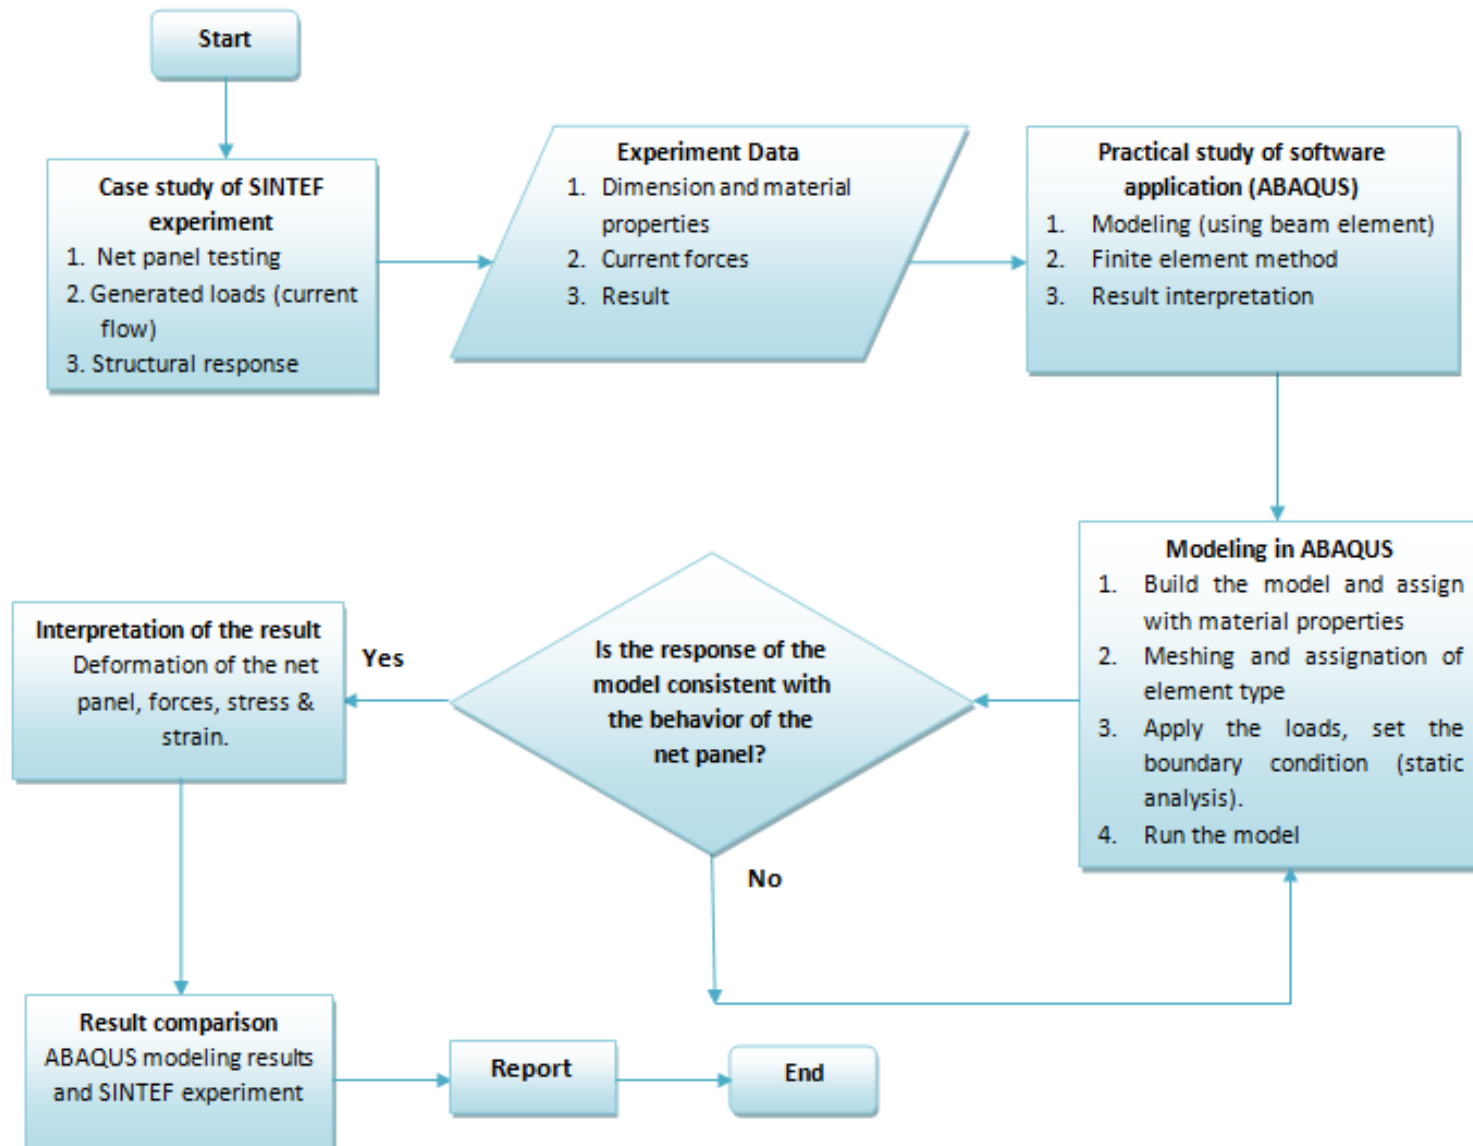 Start
Case study of SINTEF
experiment
1. Net panel testing
2. Generated loads (current
flow)
3. Structural response
Experiment Data
1. Dimension and material
properties
2. Current forces
3. Result
Practical study of software
application (ABAQUS)
1. Modeling (using beam element)
2. Finite element method
3. Result interpretation
Modeling in ABAQUS
1. Build the model and assign
with material properties
2. Meshing and assignation of
element type
3. Apply the loads, set the
boundary condition (static
analysis).
4. Run the model
Is the response of the
model consistent with
the behavior of the
net panel?
Yes
No
Interpretation of the result
Deformation of the net
panel, forces, stress &
strain.
Result comparison
ABAQUS modeling results
and SINTEF experiment
Report
End